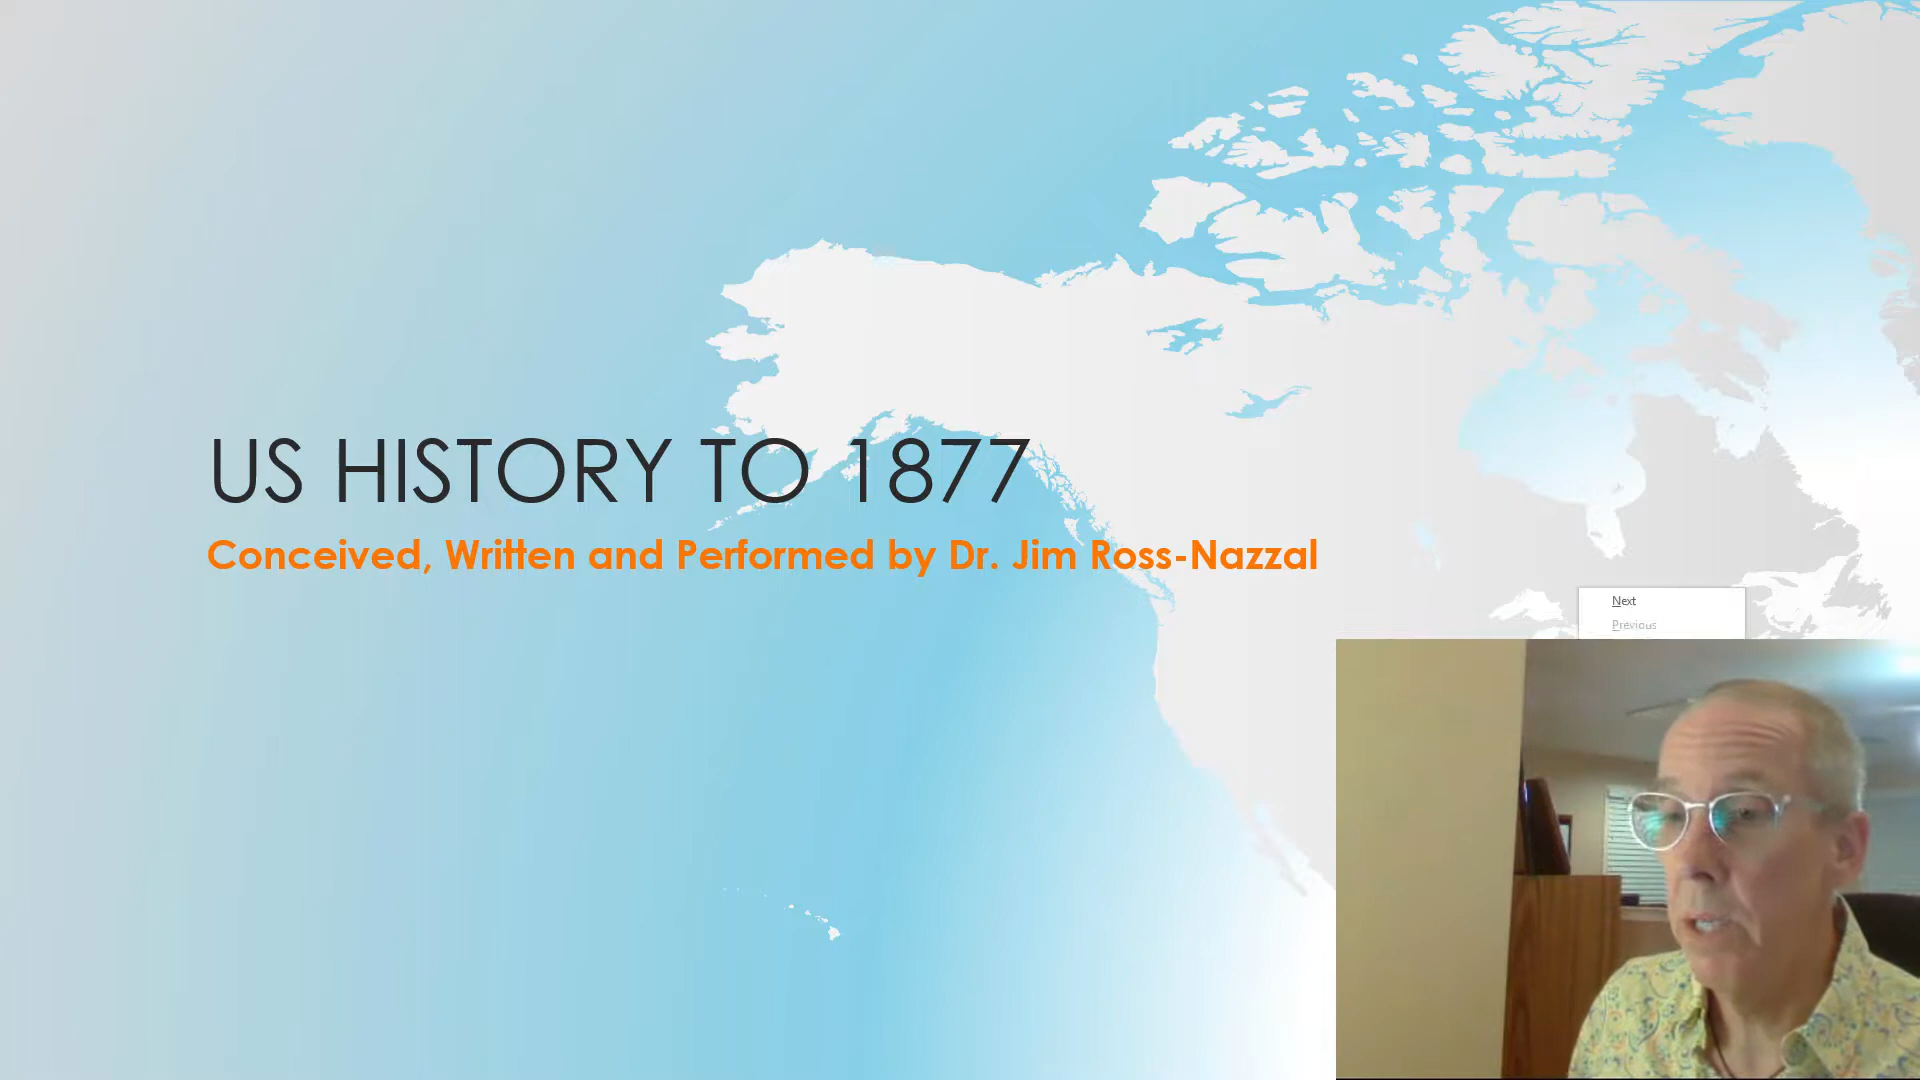 US HISTORY TO 1877
Conceived, Written and Performed by Dr. Jim Ross-Nazzal
Next
Previous